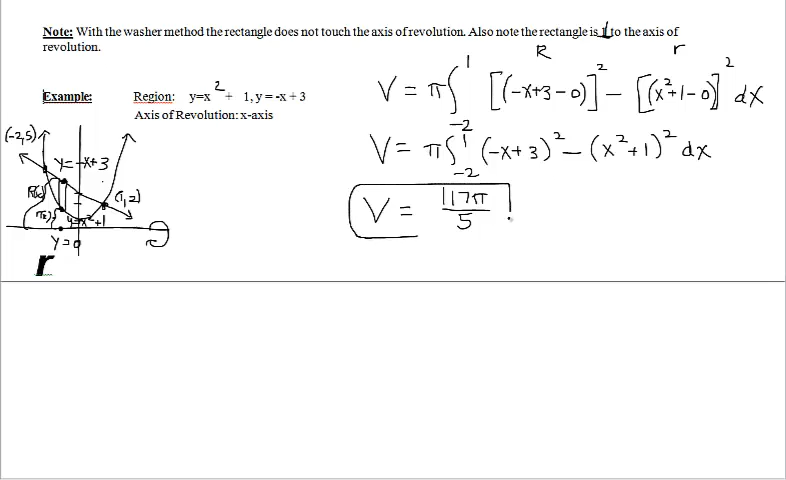 Note: With the washer method the rectangle does not touch the axis of revolution. Also note the rectangle is ⊥ to the axis of
revolution.
Example: Region: y=x² + 1, y = -x + 3
Axis of Revolution: x-axis
R r
V = π∫₋₂¹ [(-x+3-0)]² - [(x²+1-0)]² dx
V = π∫₋₂¹ (-x+3)² - (x²+1)² dx
V = 117π/5 !
(-2,5)
y=-x+3
R(x)
(1,2)
r(x)
y=x²+1
y=0
r